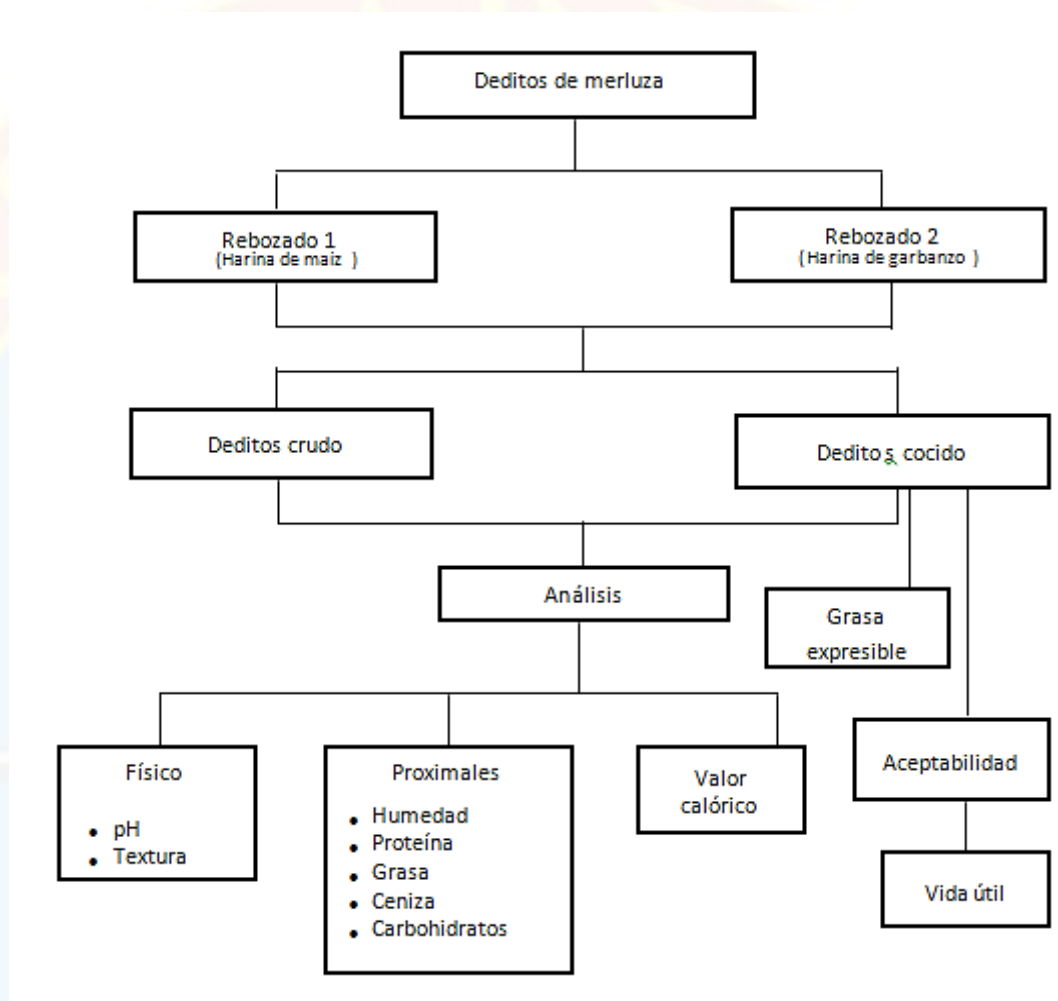 Deditos de merluza
Rebozado 1
(Harina de maiz )
Rebozado 2
(Harina de garbanzo )
Deditos crudo
Deditos cocido
Análisis
Grasa
expresible
Físico
• pH
• Textura
Proximales
• Humedad
• Proteína
• Grasa
• Ceniza
• Carbohidratos
Valor
calórico
Aceptabilidad
Vida útil